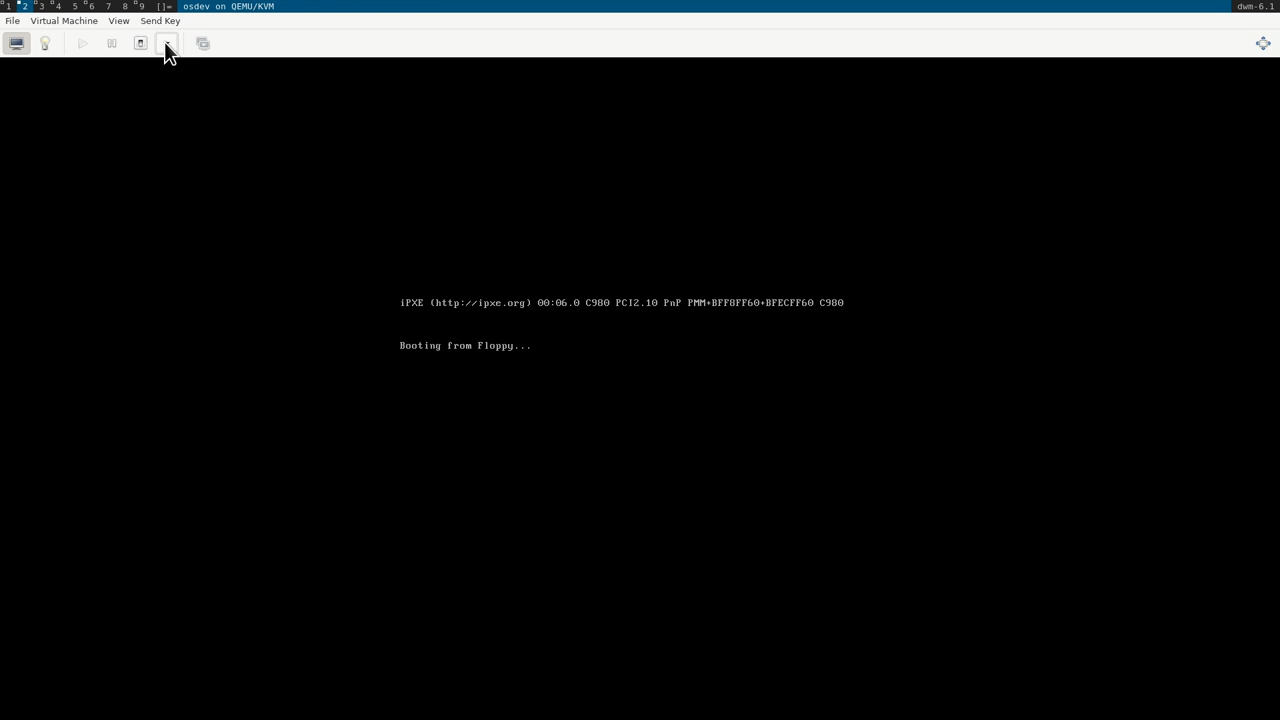 1 2 3 4 5 6 7 8 9 []= osdev on QEMU/KVM dwm-6.1
File Virtual Machine View Send Key
iPXE (http://ipxe.org) 00:06.0 C980 PCI2.10 PnP PMM+BFF8FF60+BFECFF60 C980
Booting from Floppy...